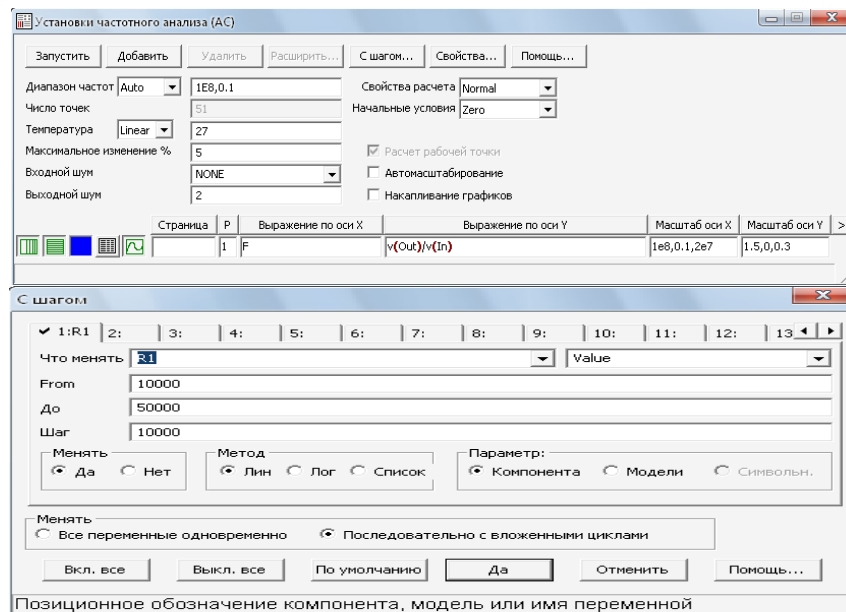 Установки частотного анализа (AC)
Запустить Добавить Удалить Расширить... С шагом... Свойства... Помощь...
Диапазон частот Auto 1E8,0.1 Свойства расчета Normal
Число точек 51 Начальные условия Zero
Температура Linear 27
Максимальное изменение % 5 Расчет рабочей точки
Входной шум NONE Автомасштабирование
Выходной шум 2 Накапливание графиков
Страница P Выражение по оси X Выражение по оси Y Масштаб оси X Масштаб оси Y >
1 F v(Out)/v(In) 1e8,0.1,2e7 1.5,0,0.3
С шагом
1:R1 2: 3: 4: 5: 6: 7: 8: 9: 10: 11: 12: 13
Что менять R1 Value
From 10000
До 50000
Шаг 10000
Менять Метод Параметр:
Да Нет Лин Лог Список Компонента Модели Символьн.
Менять
Все переменные одновременно Последовательно с вложенными циклами
Вкл. все Выкл. все По умолчанию Да Отменить Помощь...
Позиционное обозначение компонента, модель или имя переменной